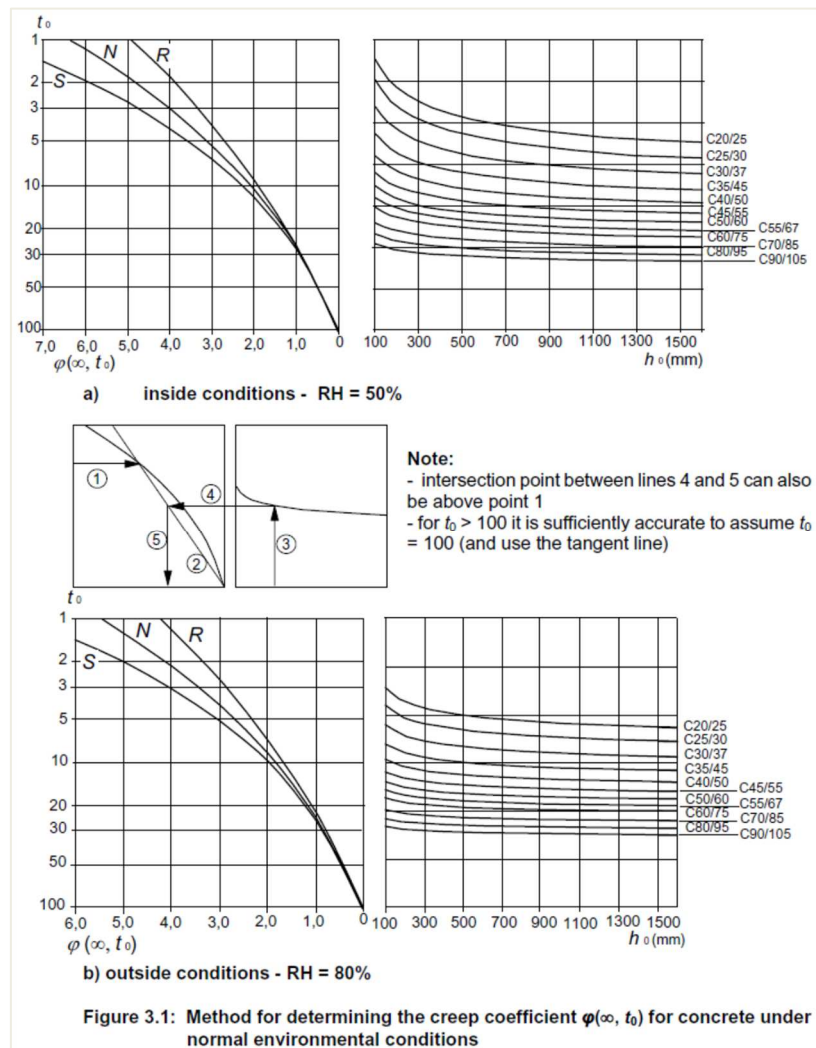 t 0
1
2
3
5
10
20
30
50
100
S
N
R
7,0 6,0 5,0 4,0 3,0 2,0 1,0 0
φ(∞, t 0)
C20/25
C25/30
C30/37
C35/45
C40/50
C45/55
C50/60
C55/67
C60/75
C70/85
C80/95
C90/105
100 300 500 700 900 1100 1300 1500
h 0 (mm)
a) inside conditions - RH = 50%
1
4
5
2
3
Note:
- intersection point between lines 4 and 5 can also
be above point 1
- for t0 > 100 it is sufficiently accurate to assume t0
= 100 (and use the tangent line)
t 0
1
2
3
5
10
20
30
50
100
S
N
R
6,0 5,0 4,0 3,0 2,0 1,0 0
φ (∞, t 0)
C20/25
C25/30
C30/37
C35/45
C40/50
C45/55
C50/60
C55/67
C60/75
C70/85
C80/95
C90/105
100 300 500 700 900 1100 1300 1500
h 0 (mm)
b) outside conditions - RH = 80%
Figure 3.1: Method for determining the creep coefficient φ(∞, t0) for concrete under
normal environmental conditions